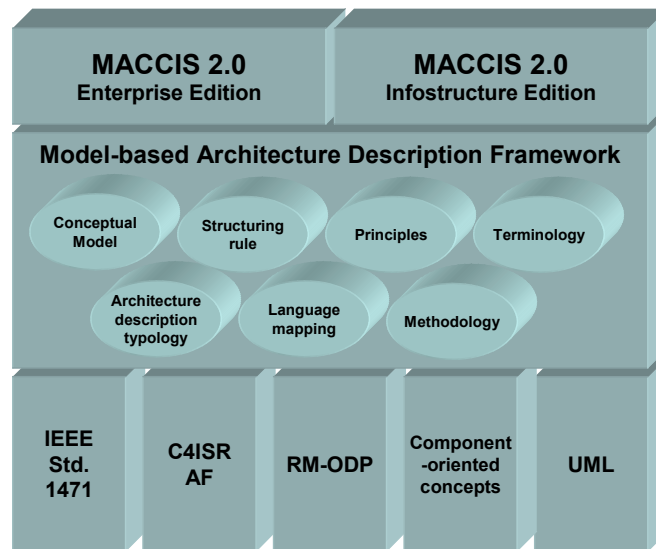 MACCIS 2.0
Enterprise Edition
MACCIS 2.0
Infostructure Edition
Model-based Architecture Description Framework
Conceptual
Model
Structuring
rule
Principles
Terminology
Architecture
description
typology
Language
mapping
Methodology
IEEE
Std.
1471
C4ISR
AF
RM-ODP
Component
-oriented
concepts
UML